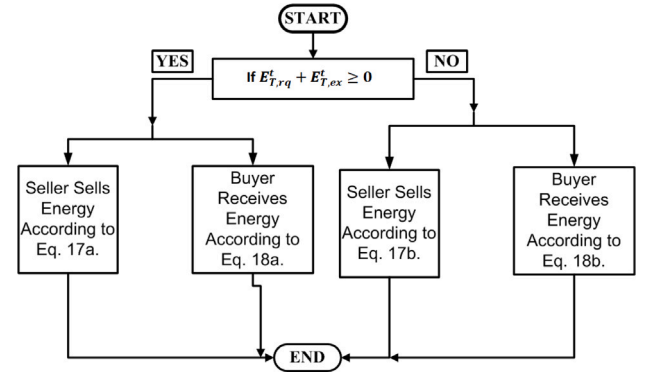 START
YES
If E^t_{T,rq} + E^t_{T,ex} ≥ 0
NO
Seller Sells
Energy
According to
Eq. 17a.
Buyer
Receives
Energy
According to
Eq. 18a.
Seller Sells
Energy
According to
Eq. 17b.
Buyer
Receives
Energy
According to
Eq. 18b.
END